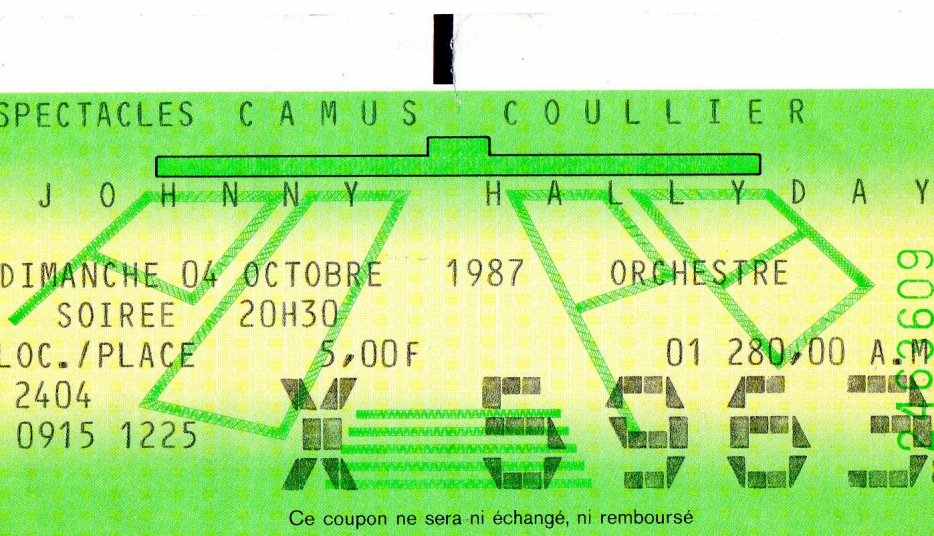 SPECTACLES CAMUS COULLIER
JOHNNY HALLYDAY
DIMANCHE 04 OCTOBRE 1987 ORCHESTRE
SOIREE 20H30
LOC./PLACE 5,00F 01 280,00 A.M
2404
0915 1225
X 5963
2463609
Ce coupon ne sera ni échangé, ni remboursé